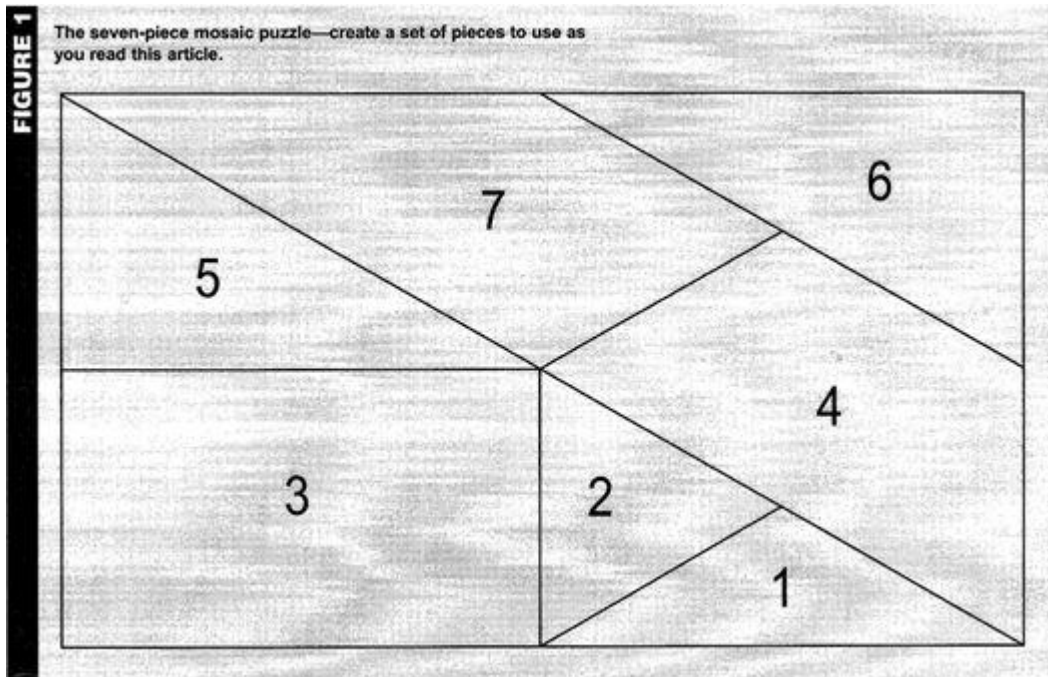 FIGURE 1
The seven-piece mosaic puzzle—create a set of pieces to use as
you read this article.
6
7
5
4
3
2
1